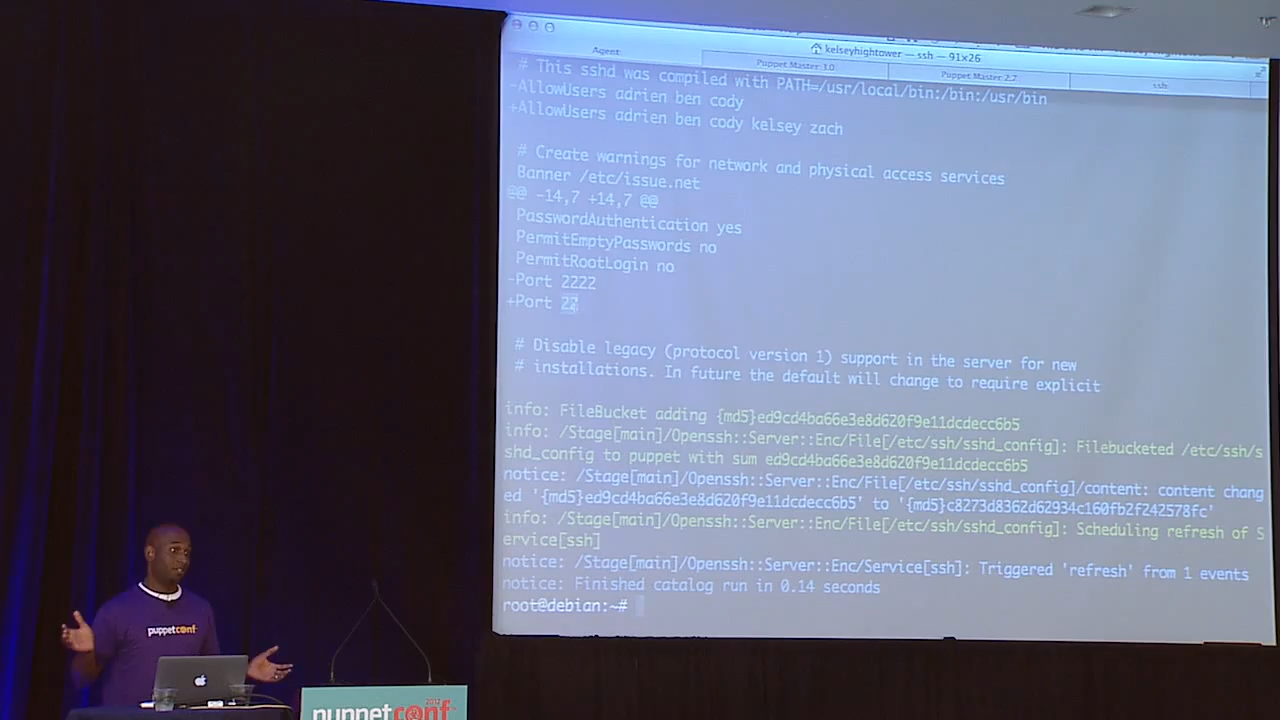 kelseyhightower — ssh — 91×26
Agent
Puppet Master 3.0
Puppet Master 2.7
ssh
# This sshd was compiled with PATH=/usr/local/bin:/bin:/usr/bin
-AllowUsers adrien ben cody
+AllowUsers adrien ben cody kelsey zach
# Create warnings for network and physical access services
Banner /etc/issue.net
@@ -14,7 +14,7 @@
PasswordAuthentication yes
PermitEmptyPasswords no
PermitRootLogin no
-Port 2222
+Port 22
# Disable legacy (protocol version 1) support in the server for new
# installations. In future the default will change to require explicit
info: FileBucket adding {md5}ed9cd4ba66e3e8d620f9e11dcdecc6b5
info: /Stage[main]/Openssh::Server::Enc/File[/etc/ssh/sshd_config]: Filebucketed /etc/ssh/s
shd_config to puppet with sum ed9cd4ba66e3e8d620f9e11dcdecc6b5
notice: /Stage[main]/Openssh::Server::Enc/File[/etc/ssh/sshd_config]/content: content chang
ed '{md5}ed9cd4ba66e3e8d620f9e11dcdecc6b5' to '{md5}c8273d8362d62934c160fb2f242578fc'
info: /Stage[main]/Openssh::Server::Enc/File[/etc/ssh/sshd_config]: Scheduling refresh of S
ervice[ssh]
notice: /Stage[main]/Openssh::Server::Enc/Service[ssh]: Triggered 'refresh' from 1 events
notice: Finished catalog run in 0.14 seconds
root@debian:~#
puppetconf
2012
puppetconf